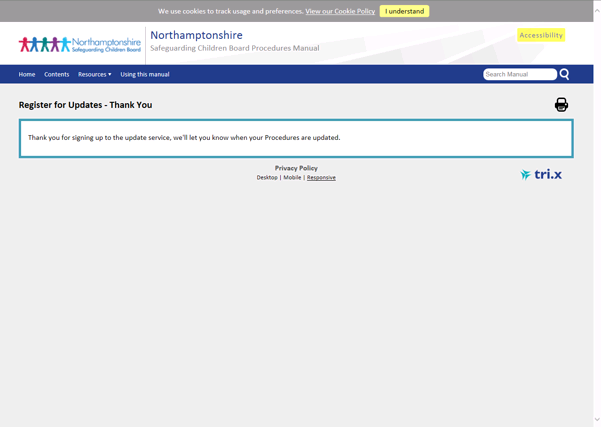 We use cookies to track usage and preferences. View our Cookie Policy I understand
Northamptonshire
Safeguarding Children Board
Northamptonshire
Safeguarding Children Board Procedures Manual
Accessibility
Home Contents Resources Using this manual Search Manual
Register for Updates - Thank You
Thank you for signing up to the update service, we'll let you know when your Procedures are updated.
Privacy Policy
Desktop | Mobile | Responsive
tri.x